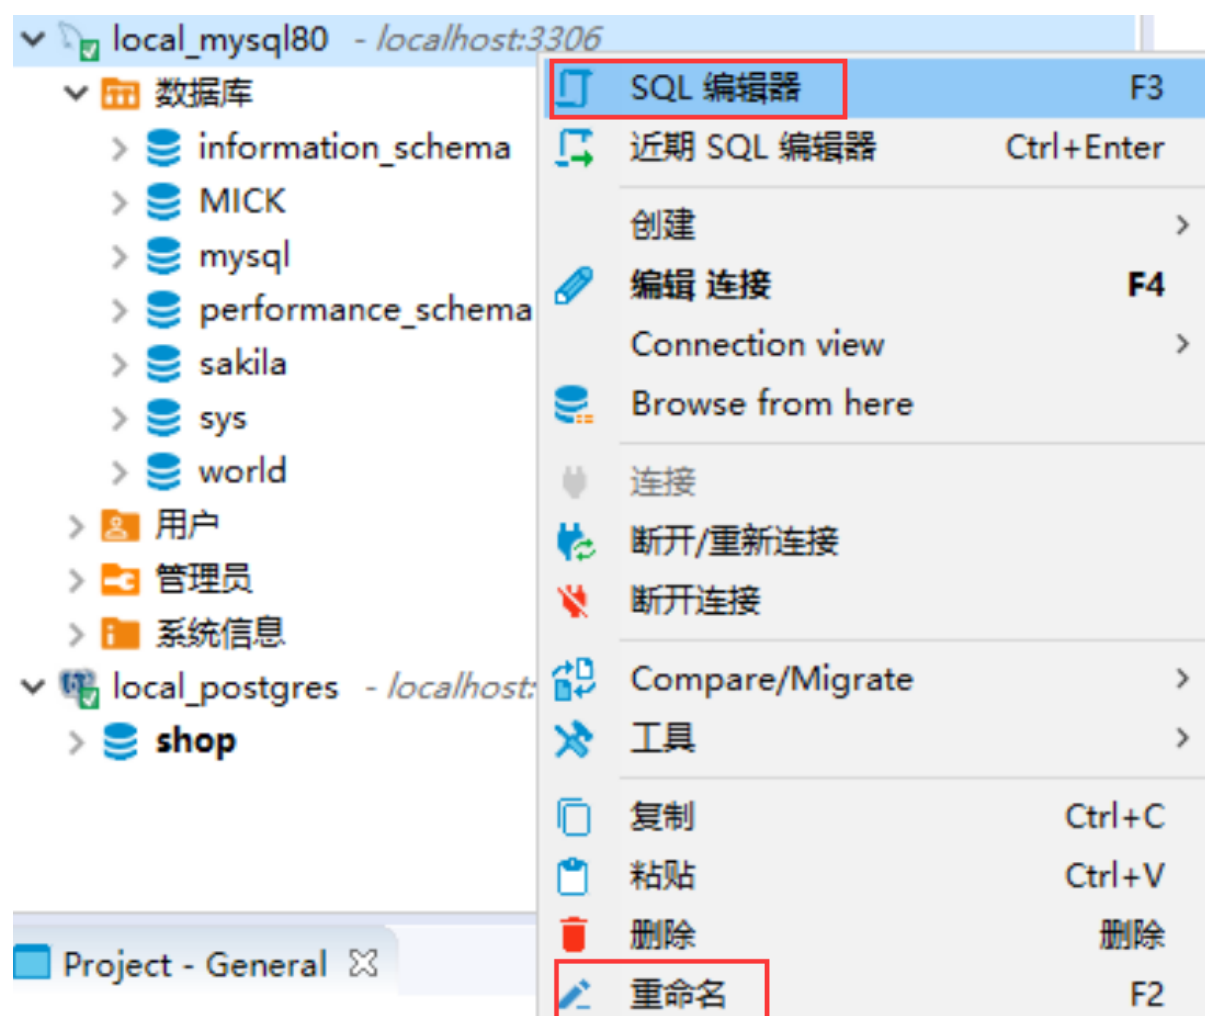 local_mysql80 - localhost:3306
数据库
information_schema
MICK
mysql
performance_schema
sakila
sys
world
用户
管理员
系统信息
local_postgres - localhost:
shop
Project - General
SQL 编辑器 F3
近期 SQL 编辑器 Ctrl+Enter
创建
编辑 连接 F4
Connection view
Browse from here
连接
断开/重新连接
断开连接
Compare/Migrate
工具
复制 Ctrl+C
粘贴 Ctrl+V
删除 删除
重命名 F2